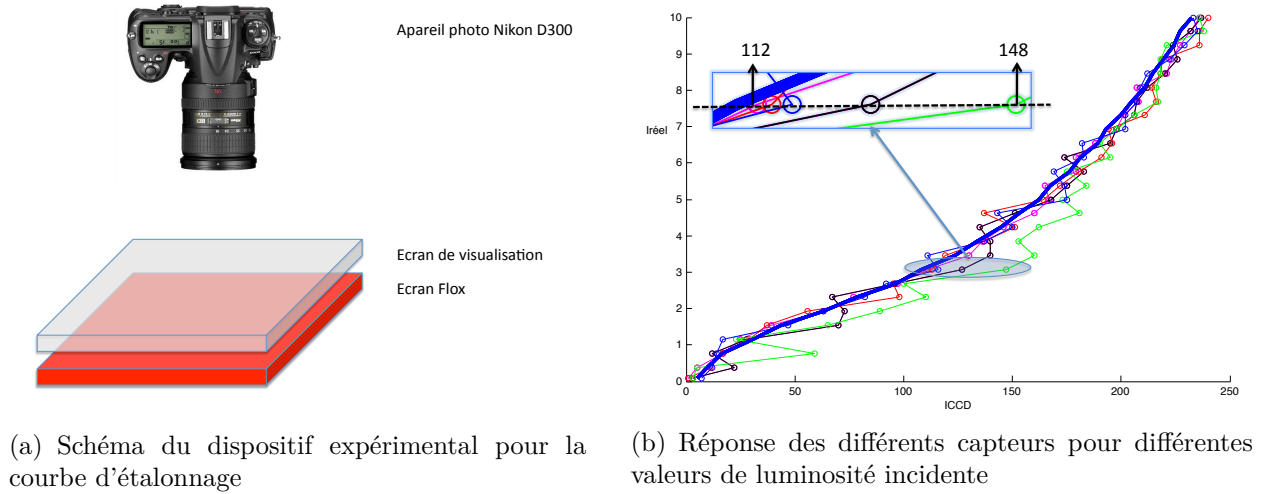 Apareil photo Nikon D300
Ecran de visualisation
Ecran Flox
(a) Schéma du dispositif expérimental pour la
courbe d'étalonnage
112
148
Iréel
10
9
8
7
6
5
4
3
2
1
0
0
50
100
150
200
250
ICCD
(b) Réponse des différents capteurs pour différentes
valeurs de luminosité incidente